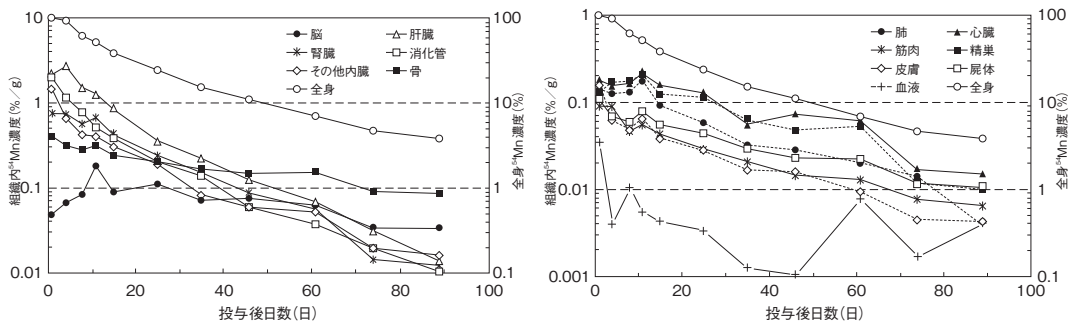 10
1
0.1
0.01
組織内⁵⁴Mn濃度(％/ｇ)
脳
肝臓
腎臓
消化管
その他内臓
骨
全身
100
10
1
0.1
全身⁵⁴Mn濃度(％)
0
20
40
60
80
100
投与後日数(日)
1
0.1
0.01
0.001
組織内⁵⁴Mn濃度(％/ｇ)
肺
心臓
筋肉
精巣
皮膚
屍体
血液
全身
100
10
1
0.1
全身⁵⁴Mn濃度(％)
0
20
40
60
80
100
投与後日数(日)